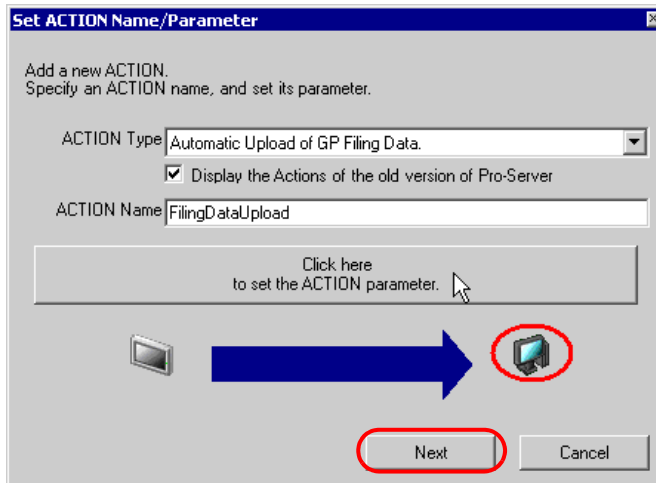 Set ACTION Name/Parameter
Add a new ACTION.
Specify an ACTION name, and set its parameter.
ACTION Type Automatic Upload of GP Filing Data.
Display the Actions of the old version of Pro-Server
ACTION Name FilingDataUpload
Click here
to set the ACTION parameter.
Next Cancel